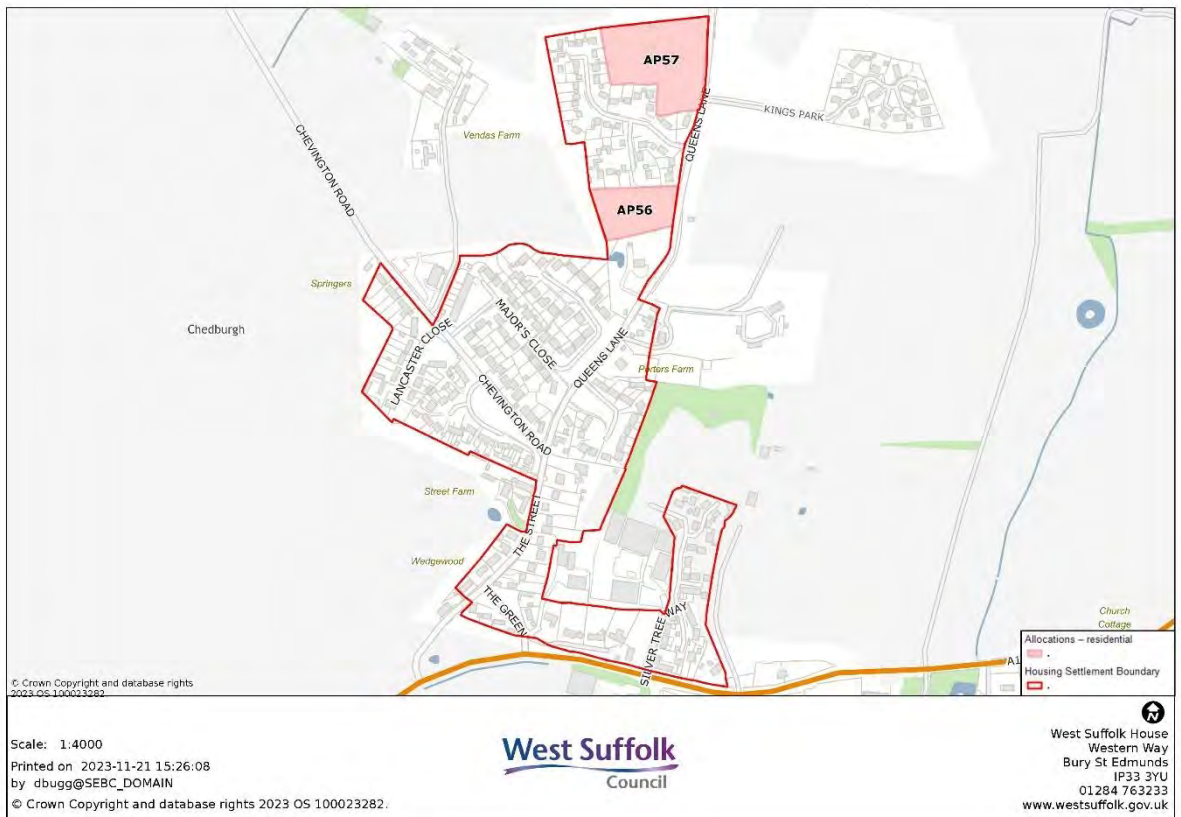 AP57
KINGS PARK
QUEENS LANE
CHEVINGTON ROAD
Vendas Farm
AP56
Springers
Chedburgh
MAJOR'S CLOSE
LANCASTER CLOSE
QUEENS LANE
Porters Farm
CHEVINGTON ROAD
Street Farm
THE STREET
Wedgewood
THE GREEN
SILVER TREE WAY
Church
Cottage
A1
Allocations – residential
.
Housing Settlement Boundary
.
© Crown Copyright and database rights
2023 OS 100023282.
Scale: 1:4000
Printed on 2023-11-21 15:26:08
by dbugg@SEBC_DOMAIN
© Crown Copyright and database rights 2023 OS 100023282.
West Suffolk
Council
N
West Suffolk House
Western Way
Bury St Edmunds
IP33 3YU
01284 763233
www.westsuffolk.gov.uk